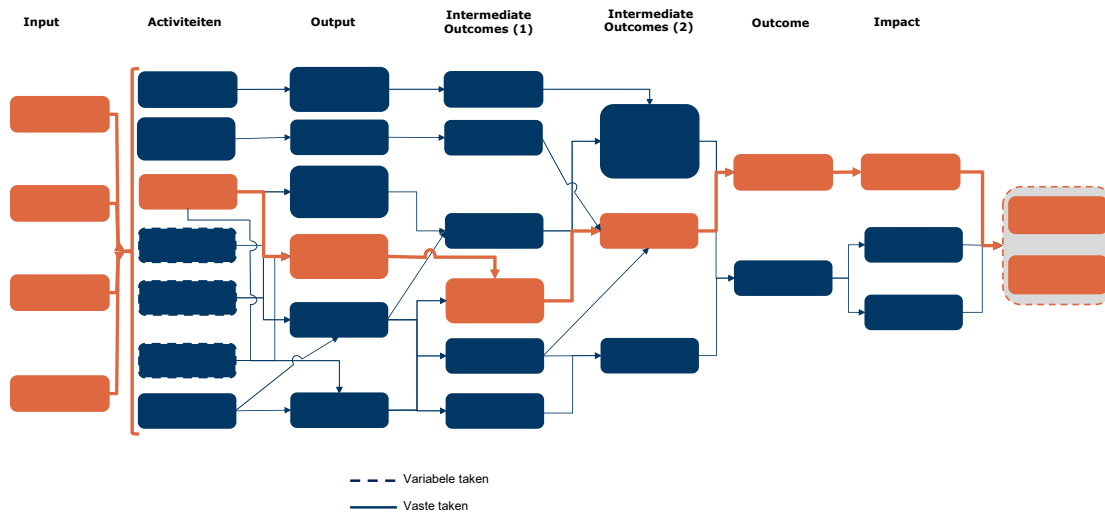 Input
Activiteiten
Output
Intermediate
Outcomes (1)
Intermediate
Outcomes (2)
Outcome
Impact
Variabele taken
Vaste taken